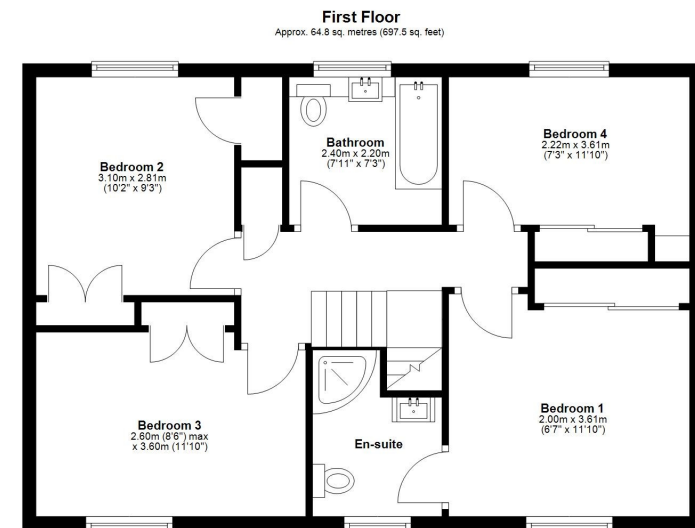 First Floor
Approx. 64.8 sq. metres (697.5 sq. feet)
Bedroom 2
3.10m x 2.81m
(10'2" x 9'3")
Bathroom
2.40m x 2.20m
(7'11" x 7'3")
Bedroom 4
2.22m x 3.61m
(7'3" x 11'10")
Bedroom 3
2.60m (8'6") max
x 3.60m (11'10")
En-suite
Bedroom 1
2.00m x 3.61m
(6'7" x 11'10")